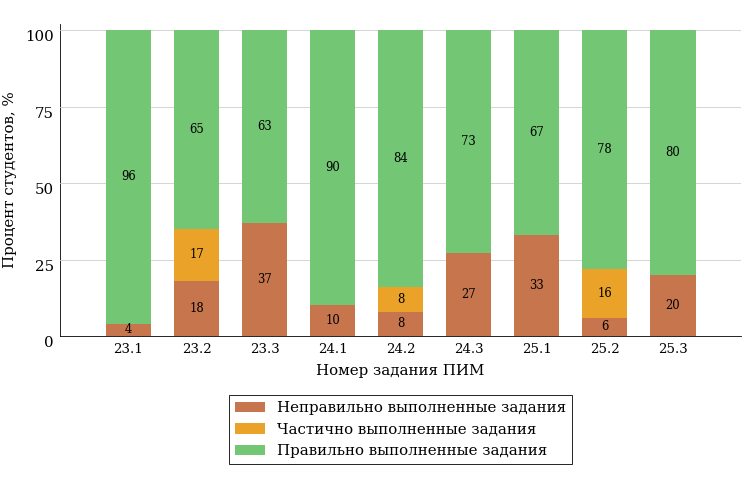 100
75
50
25
0
Процент студентов, %
96 65 63 90 84 73 67 78 80
17 8 16
4 18 37 10 8 27 33 6 20
23.1 23.2 23.3 24.1 24.2 24.3 25.1 25.2 25.3
Номер задания ПИМ
Неправильно выполненные задания
Частично выполненные задания
Правильно выполненные задания